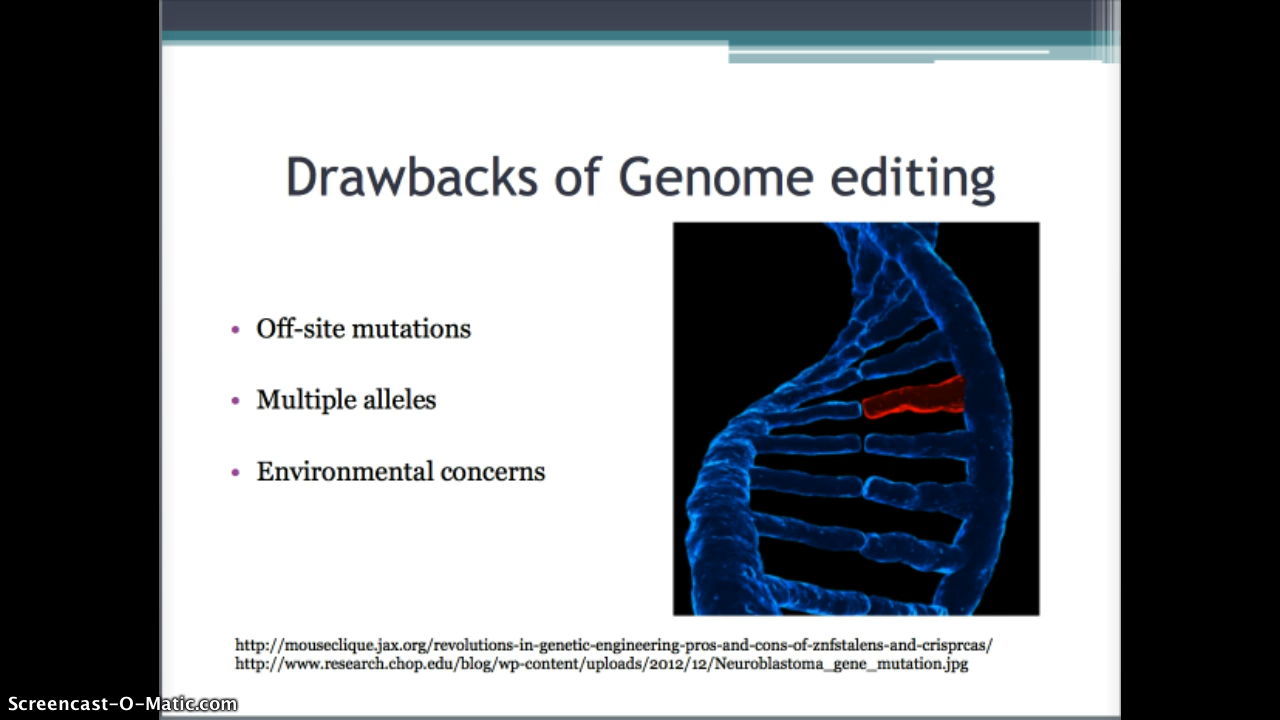 Drawbacks of Genome editing
• Off-site mutations
• Multiple alleles
• Environmental concerns
http://mouseclique.jax.org/revolutions-in-genetic-engineering-pros-and-cons-of-znfstalens-and-crisprcas/
http://www.research.chop.edu/blog/wp-content/uploads/2012/12/Neuroblastoma_gene_mutation.jpg
Screencast-O-Matic.com